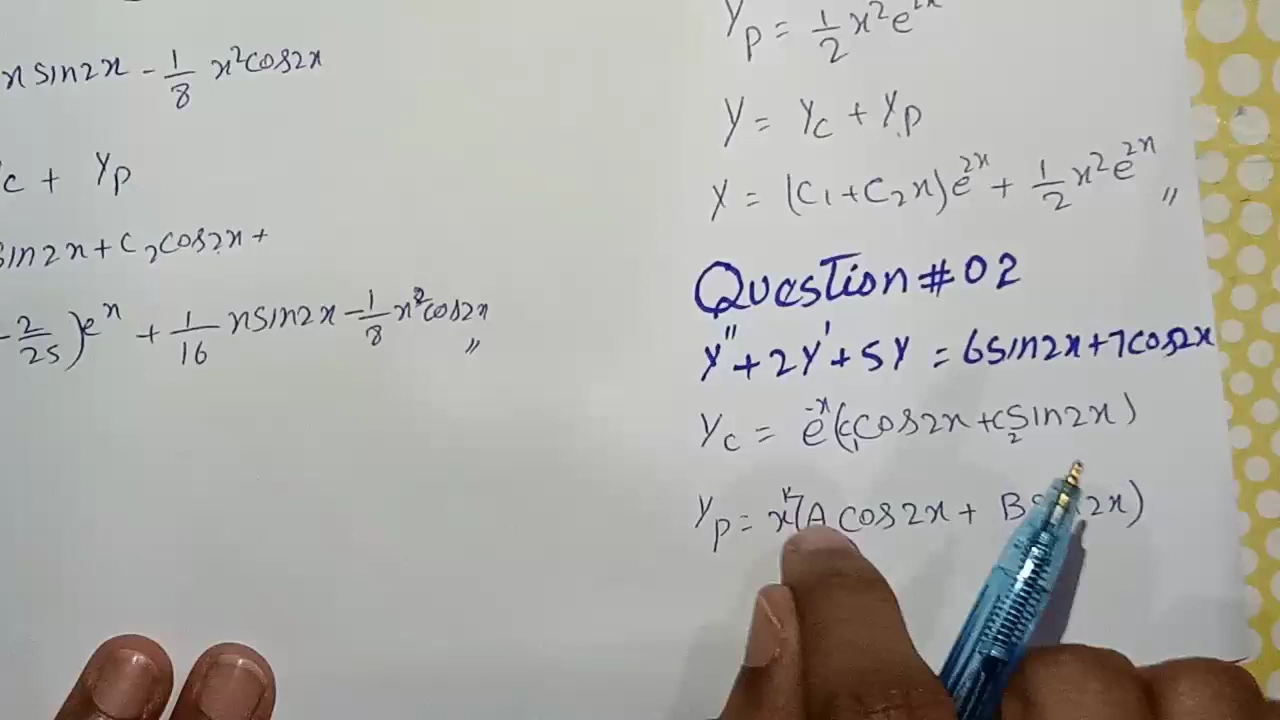 x sin2x - 1/8 x²cos2x
c + Yp
sin2x + C₂cos2x +
- 2/25)eˣ + 1/16 x sin2x - 1/8 x²cos2x //
Yp = 1/2 x²e²ˣ
Y = Yc + Yp
Y = (C₁ + C₂x)e²ˣ + 1/2 x²e²ˣ //
Question #02
Y'' + 2Y' + 5Y = 6sin2x + 7cos2x
Yc = e⁻ˣ(C₁cos2x + C₂sin2x)
Yp = xᵏ(A cos2x + B 2x)